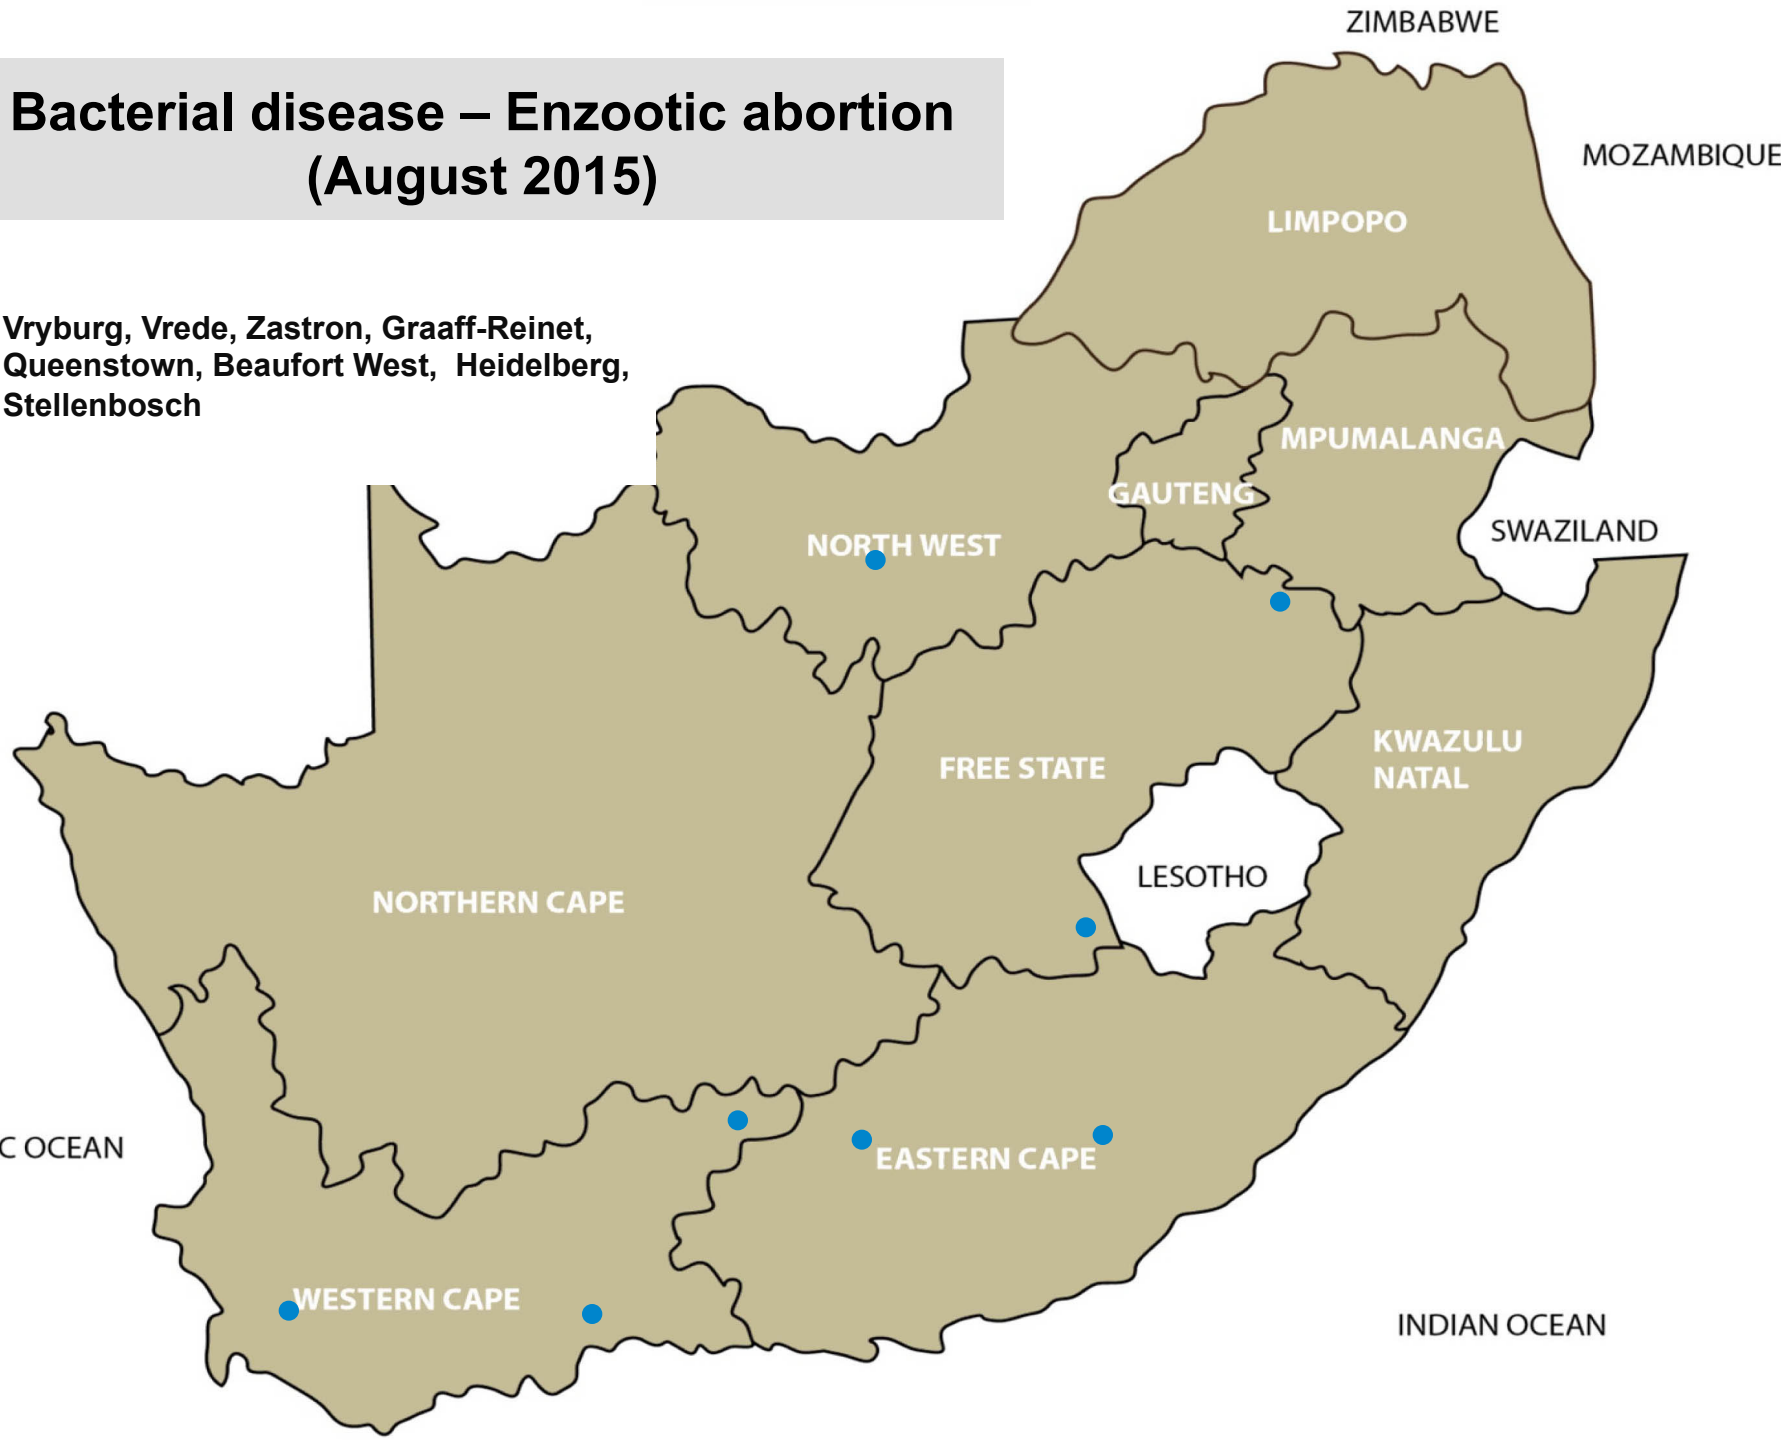 ZIMBABWE
Bacterial disease – Enzootic abortion
(August 2015)
MOZAMBIQUE
LIMPOPO
Vryburg, Vrede, Zastron, Graaff-Reinet,
Queenstown, Beaufort West, Heidelberg,
Stellenbosch
MPUMALANGA
GAUTENG
SWAZILAND
NORTH WEST
KWAZULU
NATAL
FREE STATE
LESOTHO
NORTHERN CAPE
C OCEAN
EASTERN CAPE
WESTERN CAPE
INDIAN OCEAN